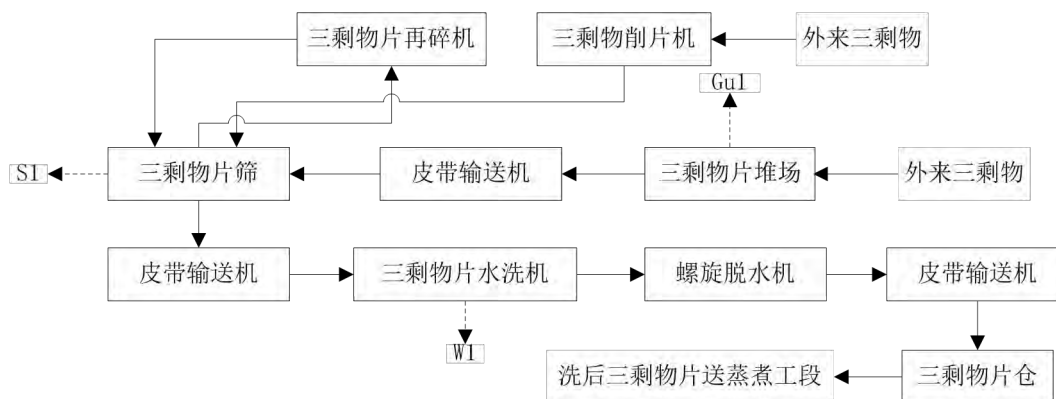 三剩物片再碎机
三剩物削片机
外来三剩物
Gu1
S1
三剩物片筛
皮带输送机
三剩物片堆场
外来三剩物
皮带输送机
三剩物片水洗机
螺旋脱水机
皮带输送机
W1
洗后三剩物片送蒸煮工段
三剩物片仓